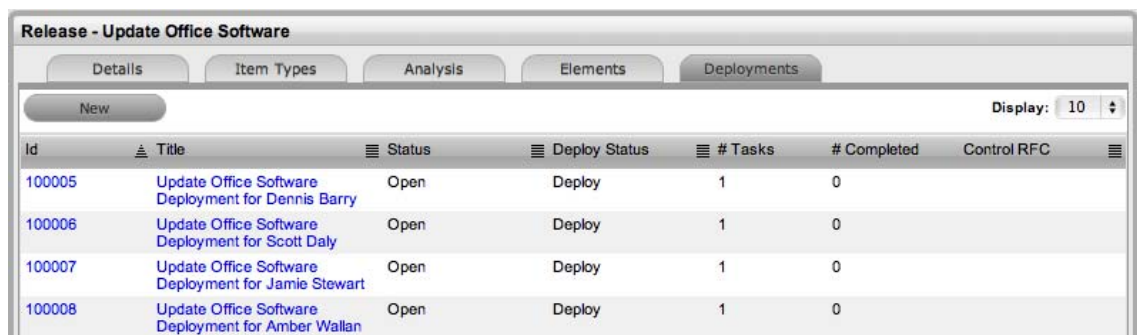 Release - Update Office Software
Details Item Types Analysis Elements Deployments
New Display: 10
Id Title Status Deploy Status # Tasks # Completed Control RFC
100005 Update Office Software Open Deploy 1 0
Deployment for Dennis Barry
100006 Update Office Software Open Deploy 1 0
Deployment for Scott Daly
100007 Update Office Software Open Deploy 1 0
Deployment for Jamie Stewart
100008 Update Office Software Open Deploy 1 0
Deployment for Amber Wallan